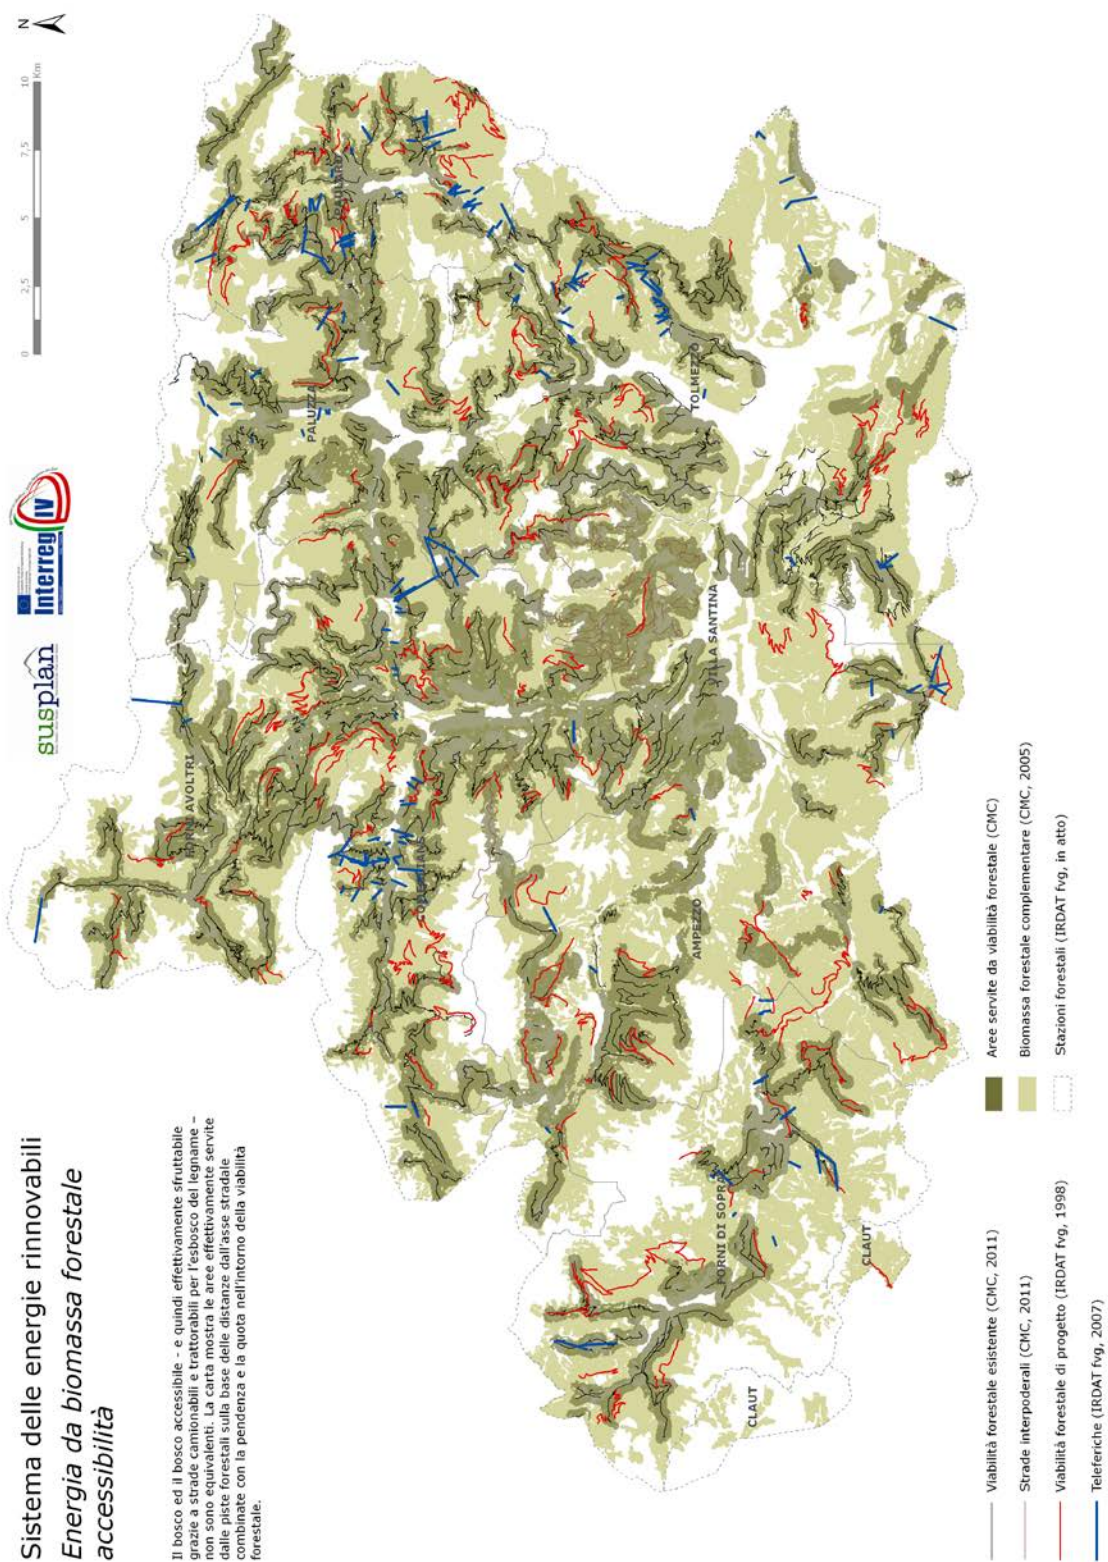 Sistema delle energie rinnovabili
Energia da biomassa forestale
accessibilità
Il bosco ed il bosco accessibile - e quindi effettivamente sfruttabile
grazie a strade camionabili e trattorabili per l'esbosco del legname –
non sono equivalenti. La carta mostra le aree effettivamente servite
dalle piste forestali sulla base delle distanze dall'asse stradale
combinate con la pendenza e la quota nell'intorno della viabilità
forestale.
susplan
Interreg IV
0 2,5 5 7,5 10
Km
N
FORNI AVOLTRI
PALUZZA
PAULARO
COMEGLIANS
TOLMEZZO
VILLA SANTINA
AMPEZZO
FORNI DI SOPRA
CLAUT
CLAUT
Viabilità forestale esistente (CMC, 2011)
Strade interpoderali (CMC, 2011)
Viabilità forestale di progetto (IRDAT fvg, 1998)
Teleferiche (IRDAT fvg, 2007)
Aree servite da viabilità forestale (CMC)
Biomassa forestale complementare (CMC, 2005)
Stazioni forestali (IRDAT fvg, in atto)